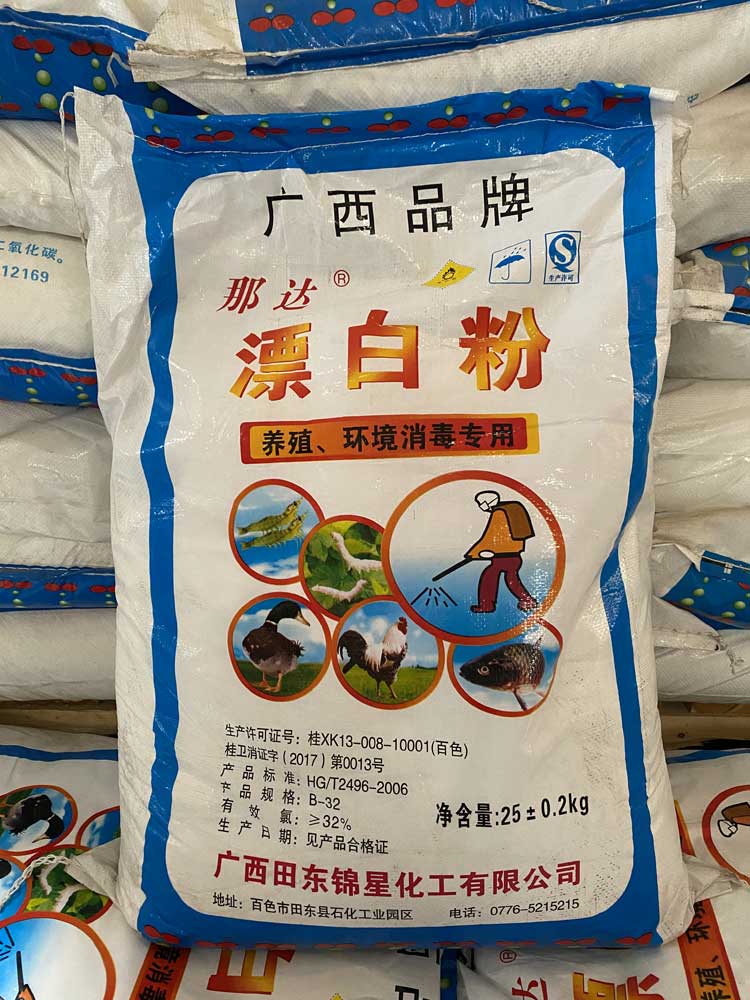 广西品牌
那达®
生产许可
漂白粉
养殖、环境消毒专用
生产许可证号：桂XK13-008-10001(百色)
桂卫消证字（2017）第0013号
产品标准：HG/T2496-2006
产品规格：B-32
有效氯：≥32%
生产日期：见产品合格证
净含量:25±0.2kg
广西田东锦星化工有限公司
地址：百色市田东县石化工业园区 电话：0776-5215215
氧化碳。
12169
消毒
养殖、环